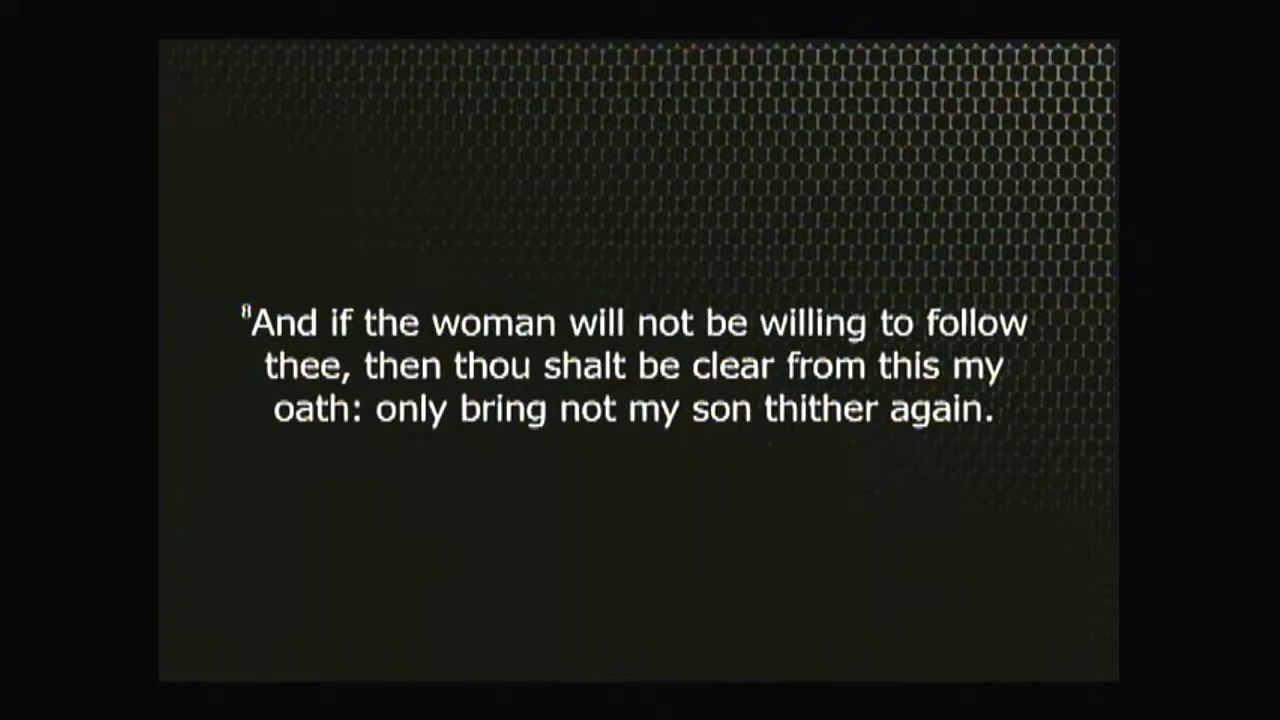 ⁸And if the woman will not be willing to follow
thee, then thou shalt be clear from this my
oath: only bring not my son thither again.